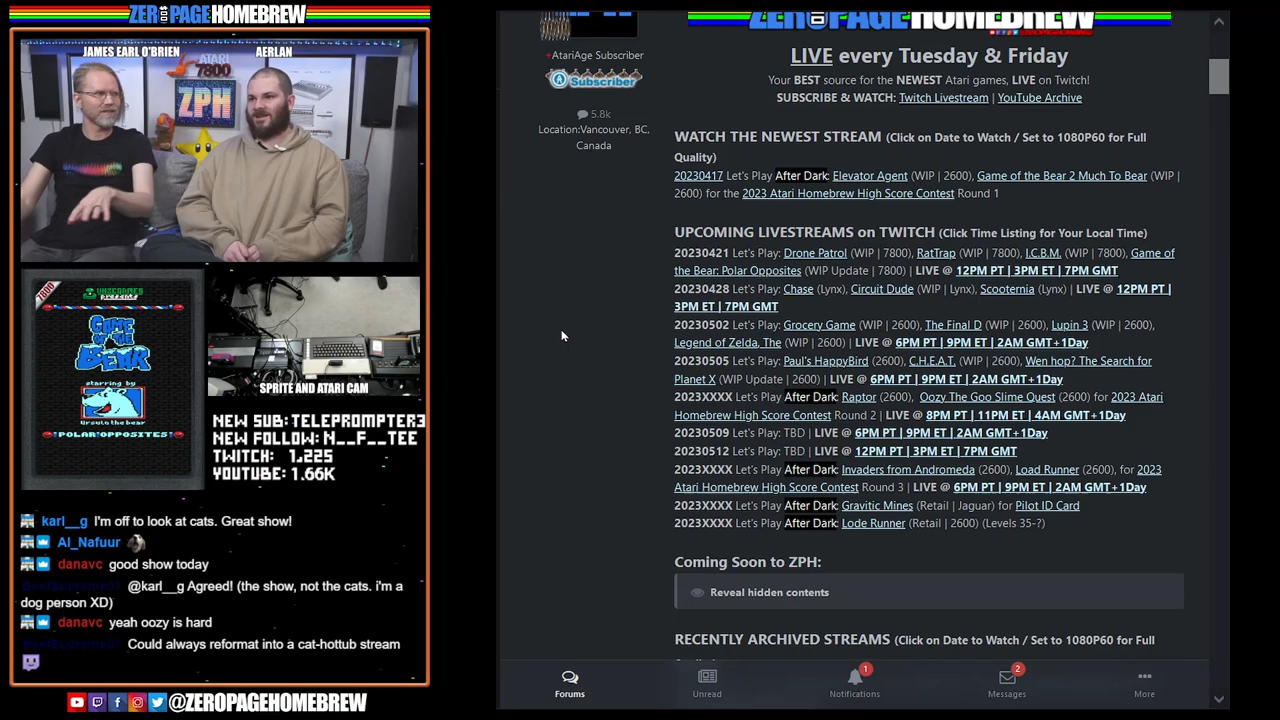 ZEROPAGEHOMEBREW
JAMES EARL O'BRIEN
AERLAN
ATARI
7800
ZPH
7800
presents
GAME
OF THE
BEAR
starring by
Ursula the bear
POLAR OPPOSITES
SPRITE AND ATARI CAM
NEW SUB: TELEPROMPTER3
NEW FOLLOW: N__F__TEE
TWITCH: 1,225
YOUTUBE: 1.66K
karl__g I'm off to look at cats. Great show!
Al_Nafuur
danavc good show today
@karl__g Agreed! (the show, not the cats. i'm a
dog person XD)
danavc yeah oozy is hard
Could always reformat into a cat-hottub stream
@ZEROPAGEHOMEBREW
+AtariAge Subscriber
Subscriber
5.8k
Location:Vancouver, BC,
Canada
ZEROPAGEHOMEBREW
LIVE every Tuesday & Friday
Your BEST source for the NEWEST Atari games, LIVE on Twitch!
SUBSCRIBE & WATCH: Twitch Livestream | YouTube Archive
WATCH THE NEWEST STREAM (Click on Date to Watch / Set to 1080P60 for Full
Quality)
20230417 Let's Play After Dark: Elevator Agent (WIP | 2600), Game of the Bear 2 Much To Bear (WIP |
2600) for the 2023 Atari Homebrew High Score Contest Round 1
UPCOMING LIVESTREAMS on TWITCH (Click Time Listing for Your Local Time)
20230421 Let's Play: Drone Patrol (WIP | 7800), RatTrap (WIP | 7800), I.C.B.M. (WIP | 7800), Game of
the Bear: Polar Opposites (WIP Update | 7800) | LIVE @ 12PM PT | 3PM ET | 7PM GMT
20230428 Let's Play: Chase (Lynx), Circuit Dude (WIP | Lynx), Scooternia (Lynx) | LIVE @ 12PM PT |
3PM ET | 7PM GMT
20230502 Let's Play: Grocery Game (WIP | 2600), The Final D (WIP | 2600), Lupin 3 (WIP | 2600),
Legend of Zelda, The (WIP | 2600) | LIVE @ 6PM PT | 9PM ET | 2AM GMT+1Day
20230505 Let's Play: Paul's HappyBird (2600), C.H.E.A.T. (WIP | 2600), Wen hop? The Search for
Planet X (WIP Update | 2600) | LIVE @ 6PM PT | 9PM ET | 2AM GMT+1Day
2023XXXX Let's Play After Dark: Raptor (2600), Oozy The Goo Slime Quest (2600) for 2023 Atari
Homebrew High Score Contest Round 2 | LIVE @ 8PM PT | 11PM ET | 4AM GMT+1Day
20230509 Let's Play: TBD | LIVE @ 6PM PT | 9PM ET | 2AM GMT+1Day
20230512 Let's Play: TBD | LIVE @ 12PM PT | 3PM ET | 7PM GMT
2023XXXX Let's Play After Dark: Invaders from Andromeda (2600), Load Runner (2600), for 2023
Atari Homebrew High Score Contest Round 3 | LIVE @ 6PM PT | 9PM ET | 2AM GMT+1Day
2023XXXX Let's Play After Dark: Gravitic Mines (Retail | Jaguar) for Pilot ID Card
2023XXXX Let's Play After Dark: Lode Runner (Retail | 2600) (Levels 35-?)
Coming Soon to ZPH:
Reveal hidden contents
RECENTLY ARCHIVED STREAMS (Click on Date to Watch / Set to 1080P60 for Full
Forums
Unread
1
Notifications
2
Messages
More